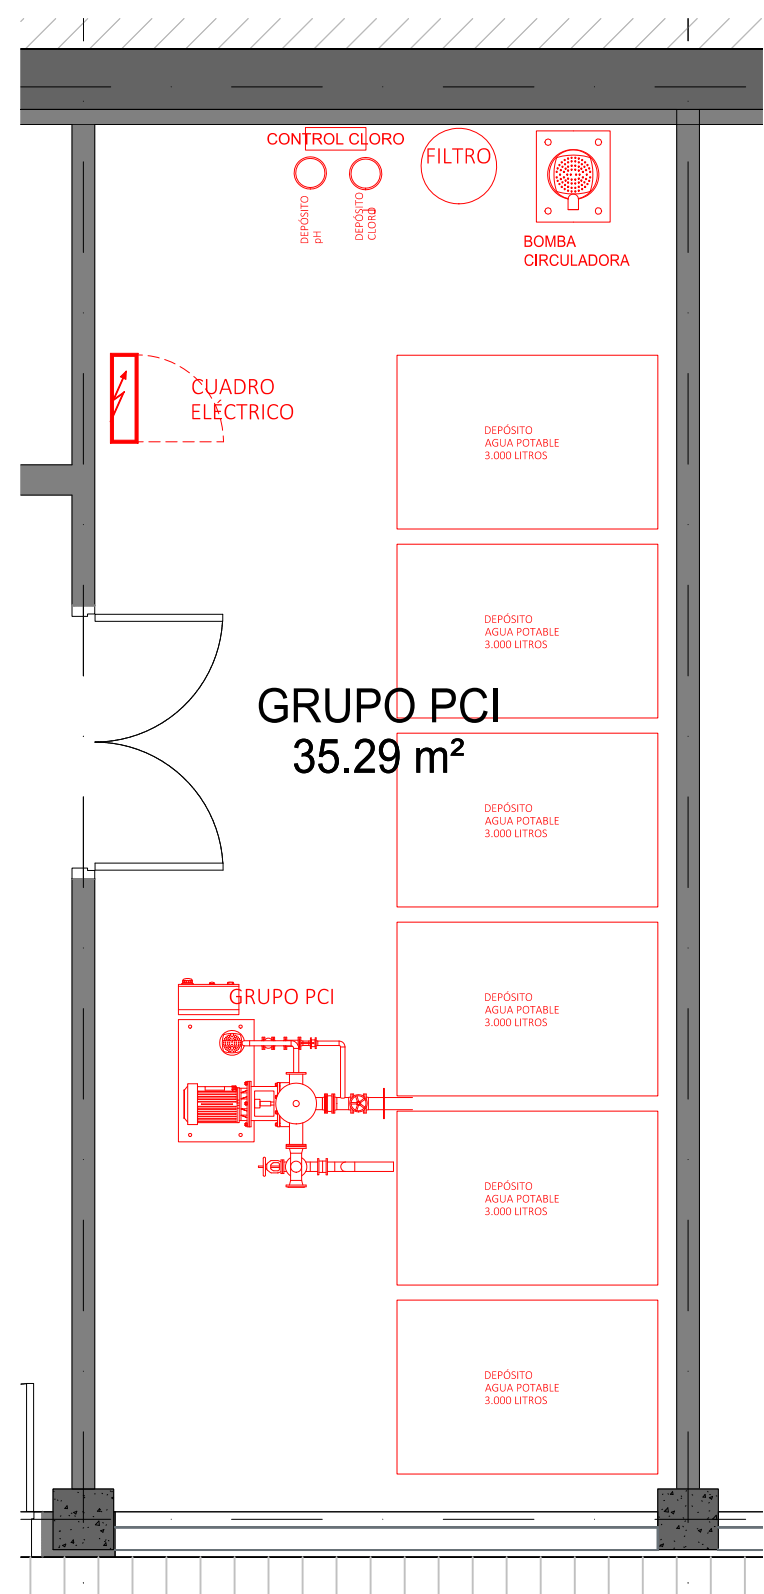 CONTROL CLORO
FILTRO
DEPÓSITO
pH
DEPÓSITO
CLORO
BOMBA
CIRCULADORA
CUADRO
ELÉCTRICO
DEPÓSITO
AGUA POTABLE
3.000 LITROS
DEPÓSITO
AGUA POTABLE
3.000 LITROS
GRUPO PCI
35.29 m²
DEPÓSITO
AGUA POTABLE
3.000 LITROS
GRUPO PCI
DEPÓSITO
AGUA POTABLE
3.000 LITROS
DEPÓSITO
AGUA POTABLE
3.000 LITROS
DEPÓSITO
AGUA POTABLE
3.000 LITROS